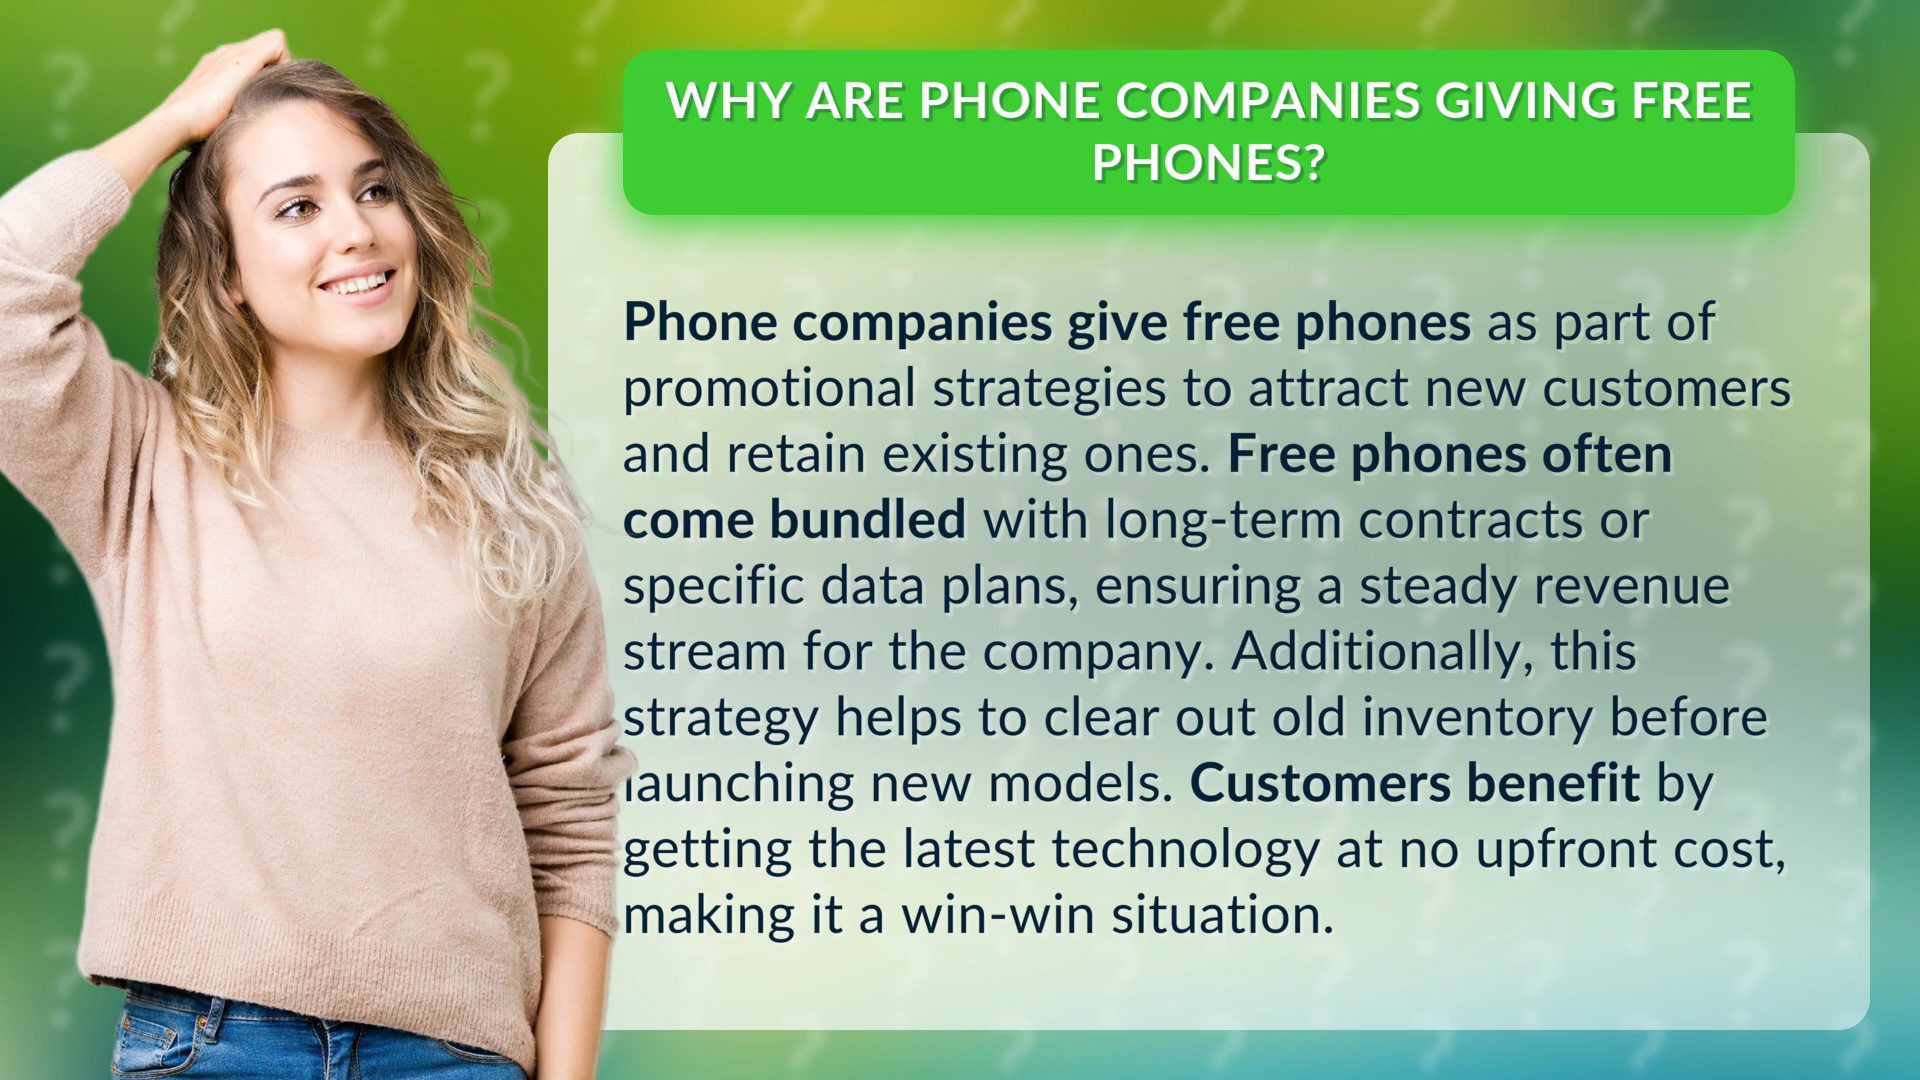 WHY ARE PHONE COMPANIES GIVING FREE
PHONES?
Phone companies give free phones as part of
promotional strategies to attract new customers
and retain existing ones. Free phones often
come bundled with long-term contracts or
specific data plans, ensuring a steady revenue
stream for the company. Additionally, this
strategy helps to clear out old inventory before
launching new models. Customers benefit by
getting the latest technology at no upfront cost,
making it a win-win situation.